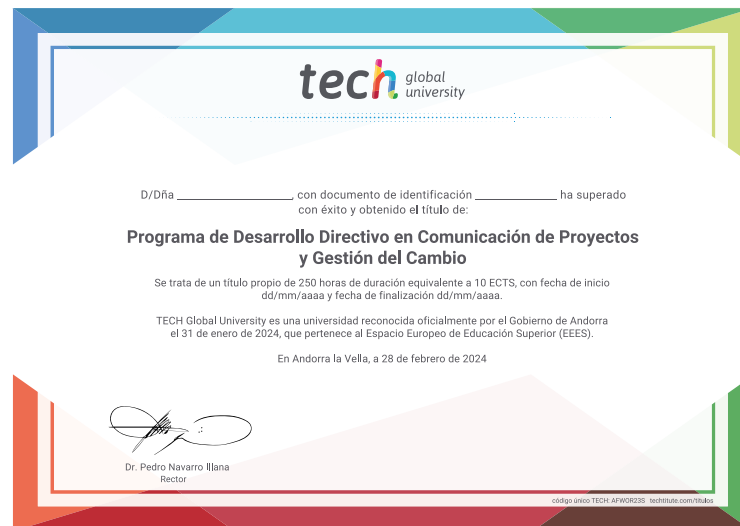 tech global university
D/Dña ______________________, con documento de identificación ______________ ha superado
con éxito y obtenido el título de:
Programa de Desarrollo Directivo en Comunicación de Proyectos
y Gestión del Cambio
Se trata de un título propio de 250 horas de duración equivalente a 10 ECTS, con fecha de inicio
dd/mm/aaaa y fecha de finalización dd/mm/aaaa.
TECH Global University es una universidad reconocida oficialmente por el Gobierno de Andorra
el 31 de enero de 2024, que pertenece al Espacio Europeo de Educación Superior (EEES).
En Andorra la Vella, a 28 de febrero de 2024
Dr. Pedro Navarro Illana
Rector
código único TECH: AFWOR23S techtitute.com/titulos